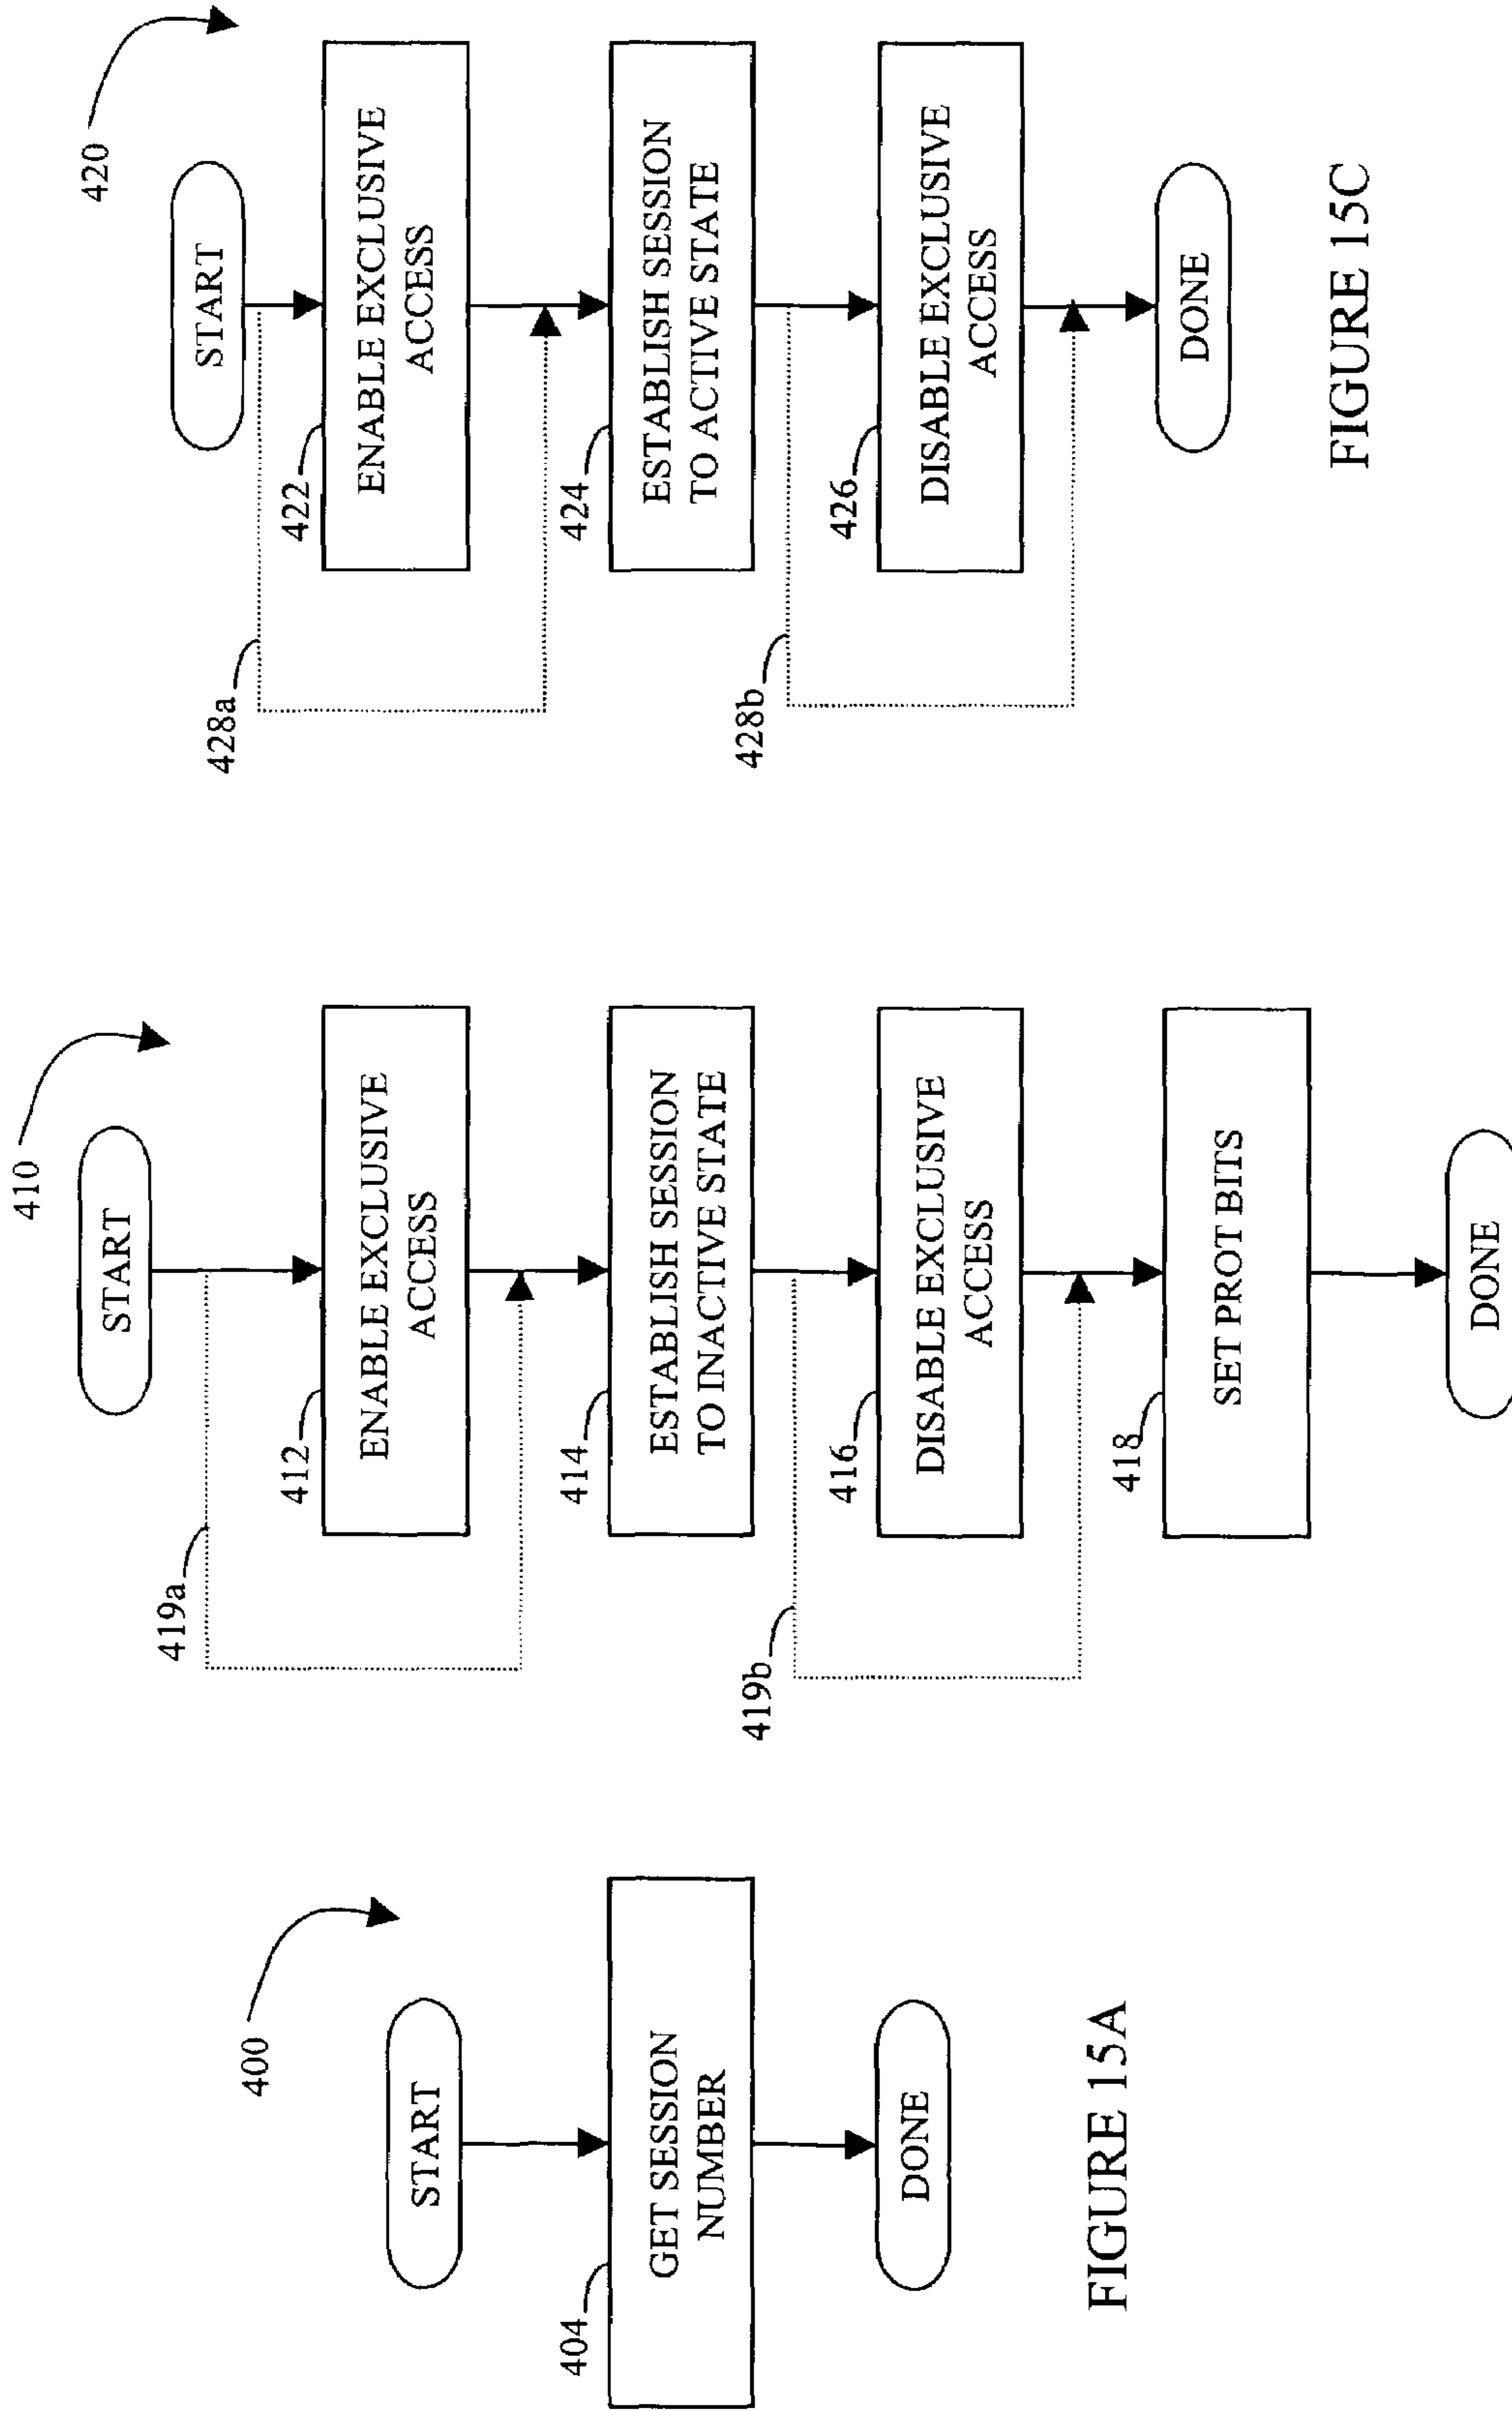 400
START
404
GET SESSION
NUMBER
DONE
FIGURE 15A
410
START
419a
412
ENABLE EXCLUSIVE
ACCESS
414
ESTABLISH SESSION
TO INACTIVE STATE
419b
416
DISABLE EXCLUSIVE
ACCESS
418
SET PROT BITS
DONE
420
START
428a
422
ENABLE EXCLUSIVE
ACCESS
424
ESTABLISH SESSION
TO ACTIVE STATE
428b
426
DISABLE EXCLUSIVE
ACCESS
DONE
FIGURE 15C